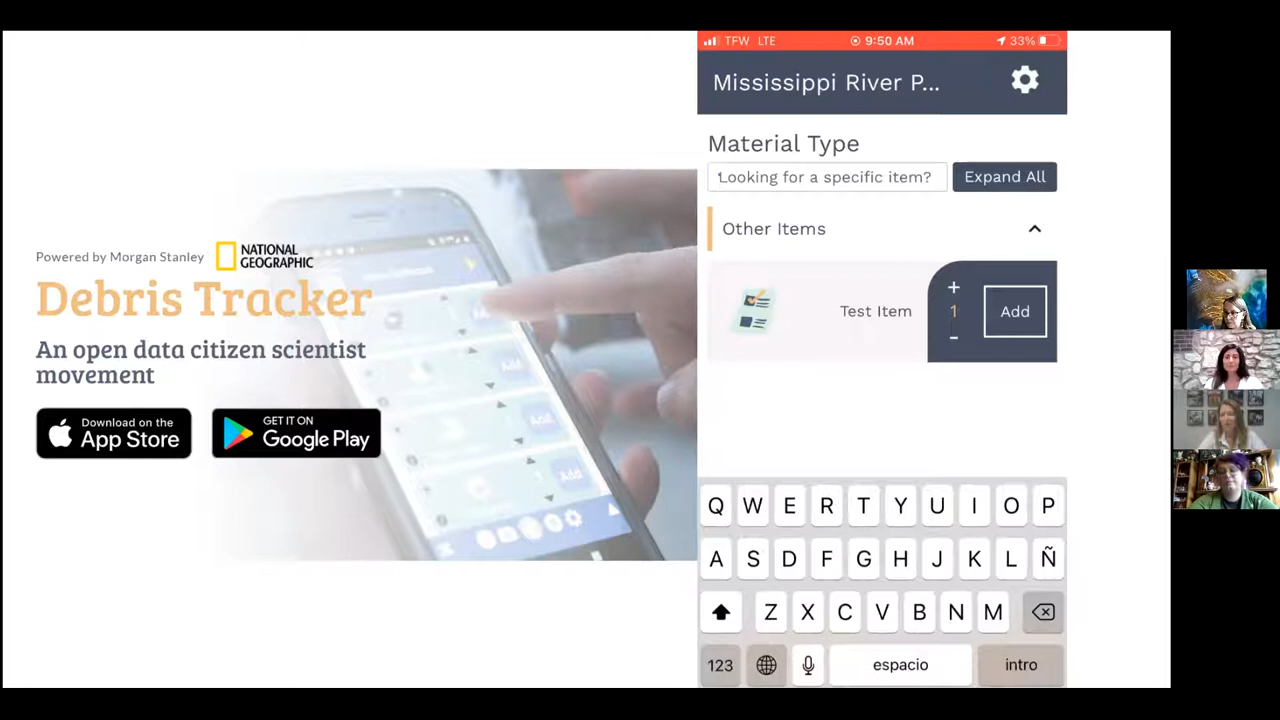 Powered by Morgan Stanley
NATIONAL
GEOGRAPHIC
Debris Tracker
An open data citizen scientist
movement
Download on the
App Store
GET IT ON
Google Play
TFW LTE
9:50 AM
33%
Mississippi River P...
Material Type
Looking for a specific item?
Expand All
Other Items
Test Item
+
1
-
Add
Q W E R T Y U I O P
A S D F G H J K L Ñ
Z X C V B N M
123
espacio
intro